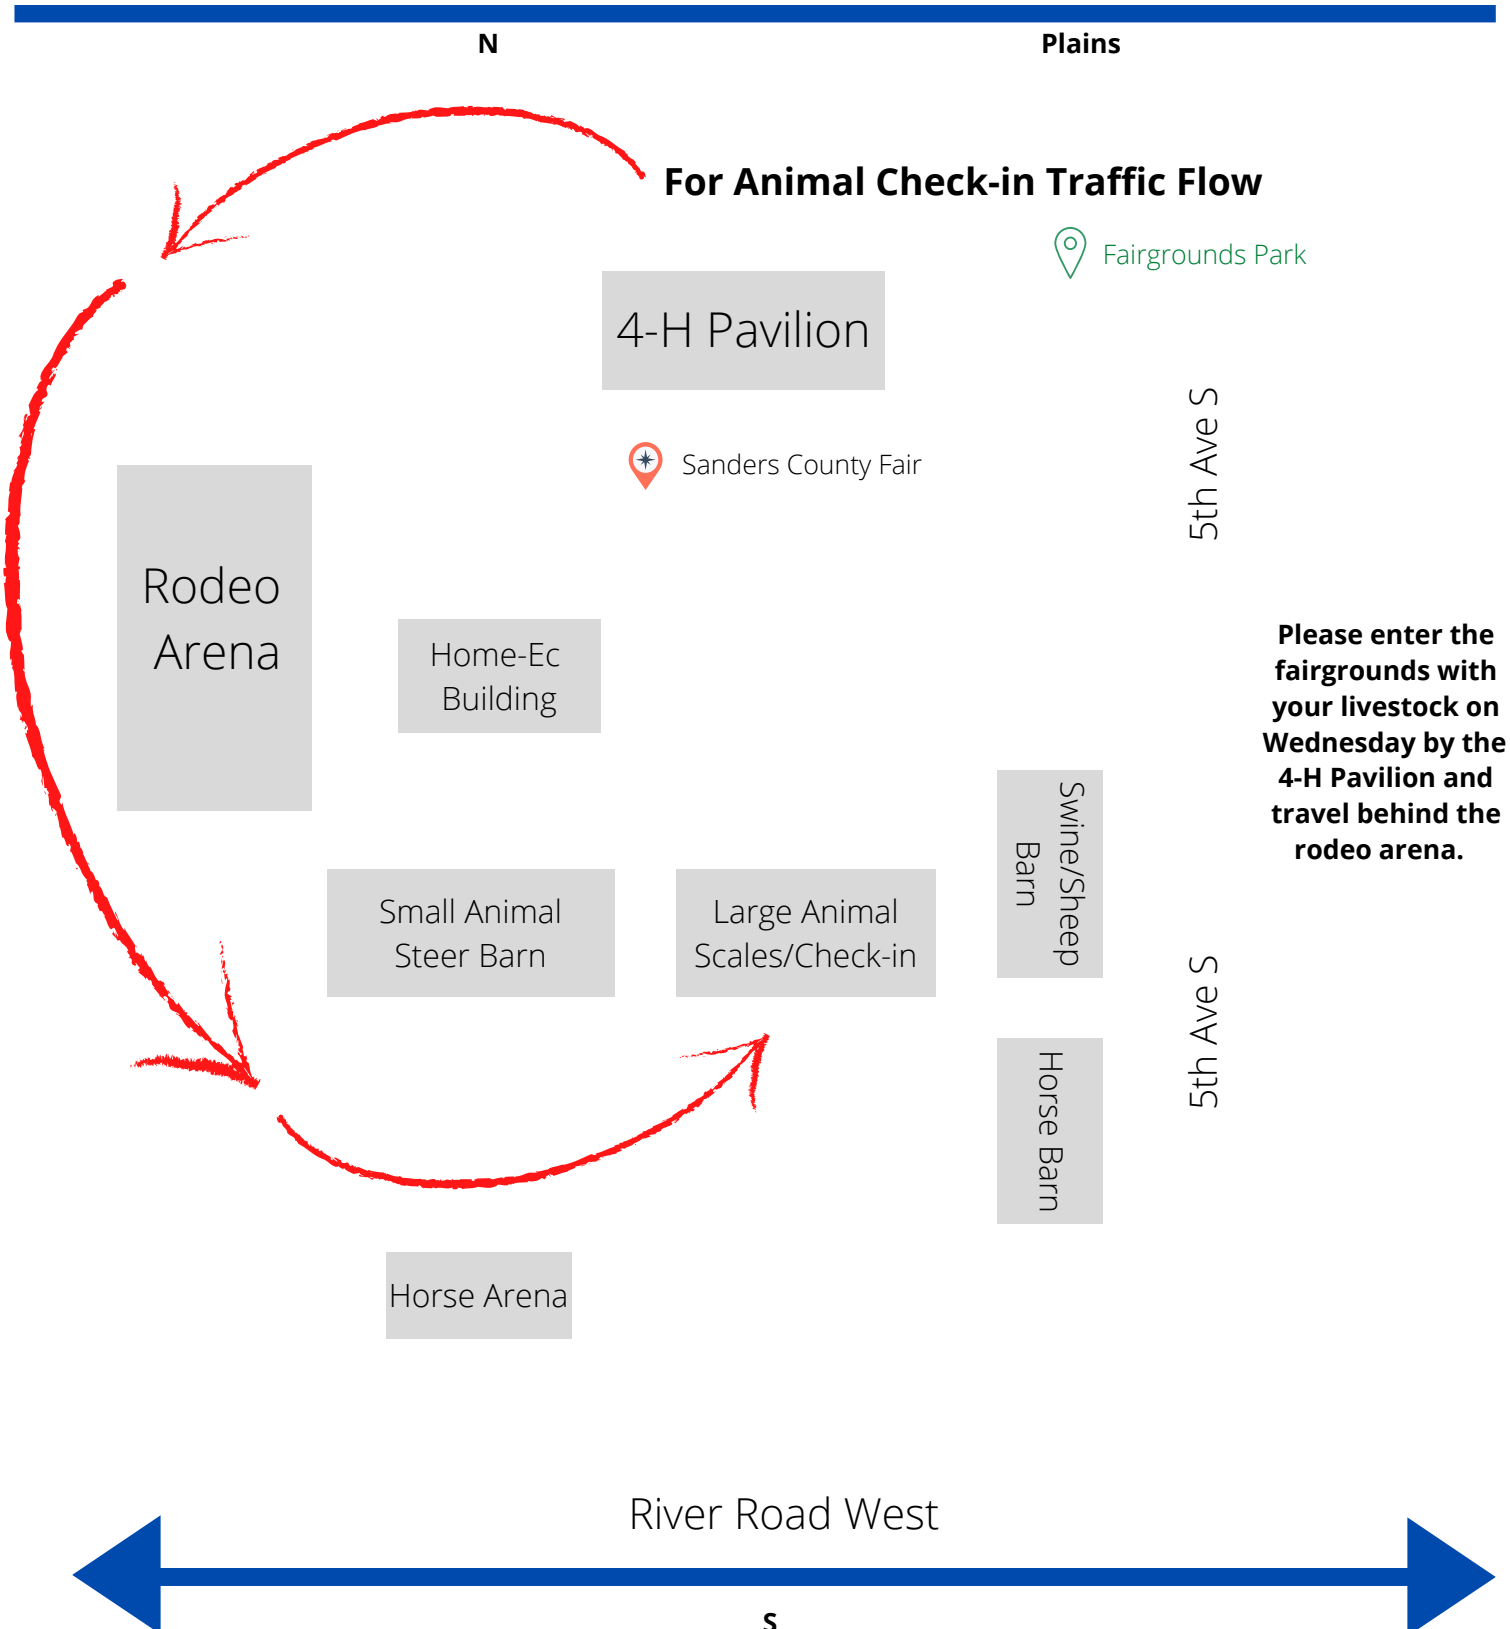 N
Plains
For Animal Check-in Traffic Flow
Fairgrounds Park
4-H Pavilion
5th Ave S
Sanders County Fair
Rodeo
Arena
Home-Ec
Building
Please enter the
fairgrounds with
your livestock on
Wednesday by the
4-H Pavilion and
travel behind the
rodeo arena.
Swine/Sheep
Barn
Small Animal
Steer Barn
Large Animal
Scales/Check-in
5th Ave S
Horse Barn
Horse Arena
River Road West
S